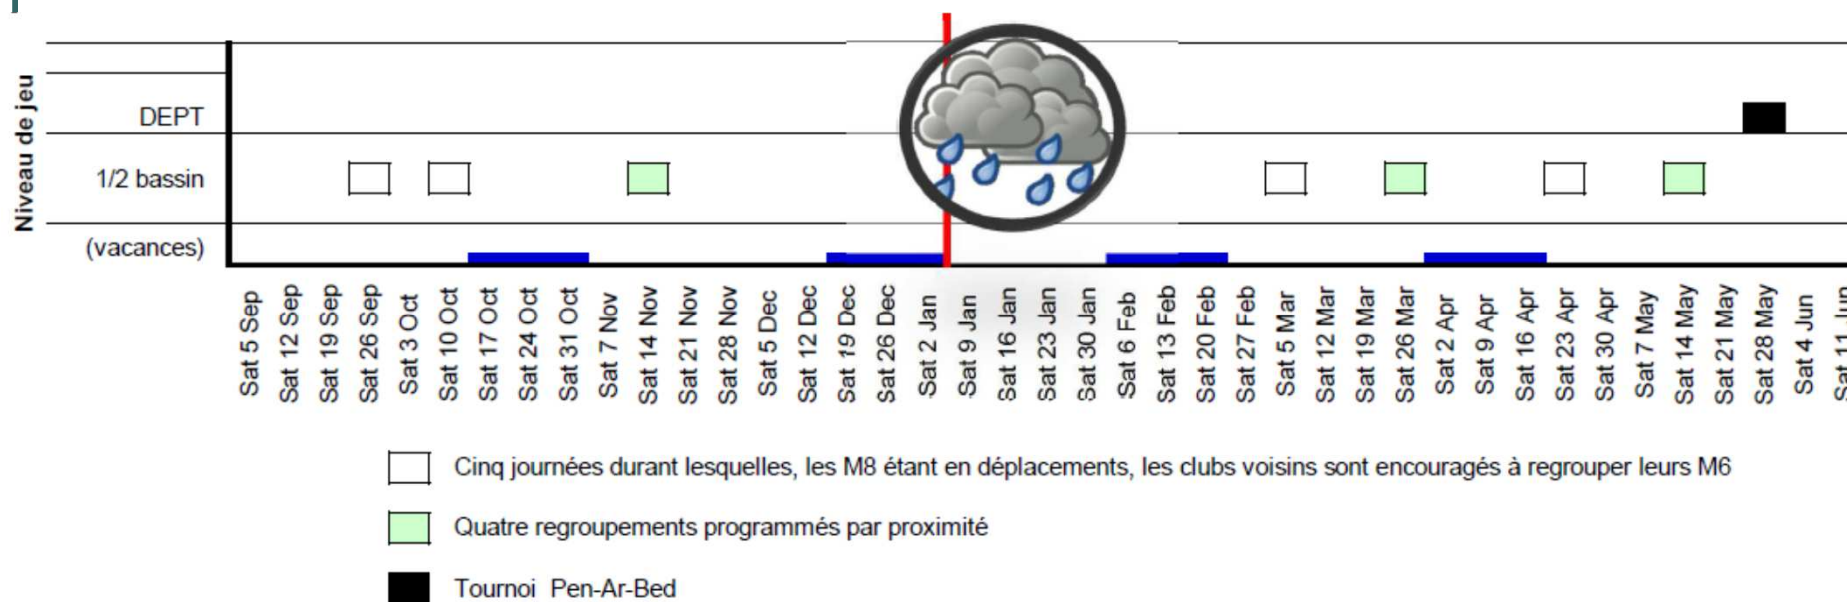 Niveau de jeu
DEPT
1/2 bassin
(vacances)
Sat 5 Sep
Sat 12 Sep
Sat 19 Sep
Sat 26 Sep
Sat 3 Oct
Sat 10 Oct
Sat 17 Oct
Sat 24 Oct
Sat 31 Oct
Sat 7 Nov
Sat 14 Nov
Sat 21 Nov
Sat 28 Nov
Sat 5 Dec
Sat 12 Dec
Sat 19 Dec
Sat 26 Dec
Sat 2 Jan
Sat 9 Jan
Sat 16 Jan
Sat 23 Jan
Sat 30 Jan
Sat 6 Feb
Sat 13 Feb
Sat 20 Feb
Sat 27 Feb
Sat 5 Mar
Sat 12 Mar
Sat 19 Mar
Sat 26 Mar
Sat 2 Apr
Sat 9 Apr
Sat 16 Apr
Sat 23 Apr
Sat 30 Apr
Sat 7 May
Sat 14 May
Sat 21 May
Sat 28 May
Sat 4 Jun
Sat 11 Jun
Cinq journées durant lesquelles, les M8 étant en déplacements, les clubs voisins sont encouragés à regrouper leurs M6
Quatre regroupements programmés par proximité
Tournoi Pen-Ar-Bed